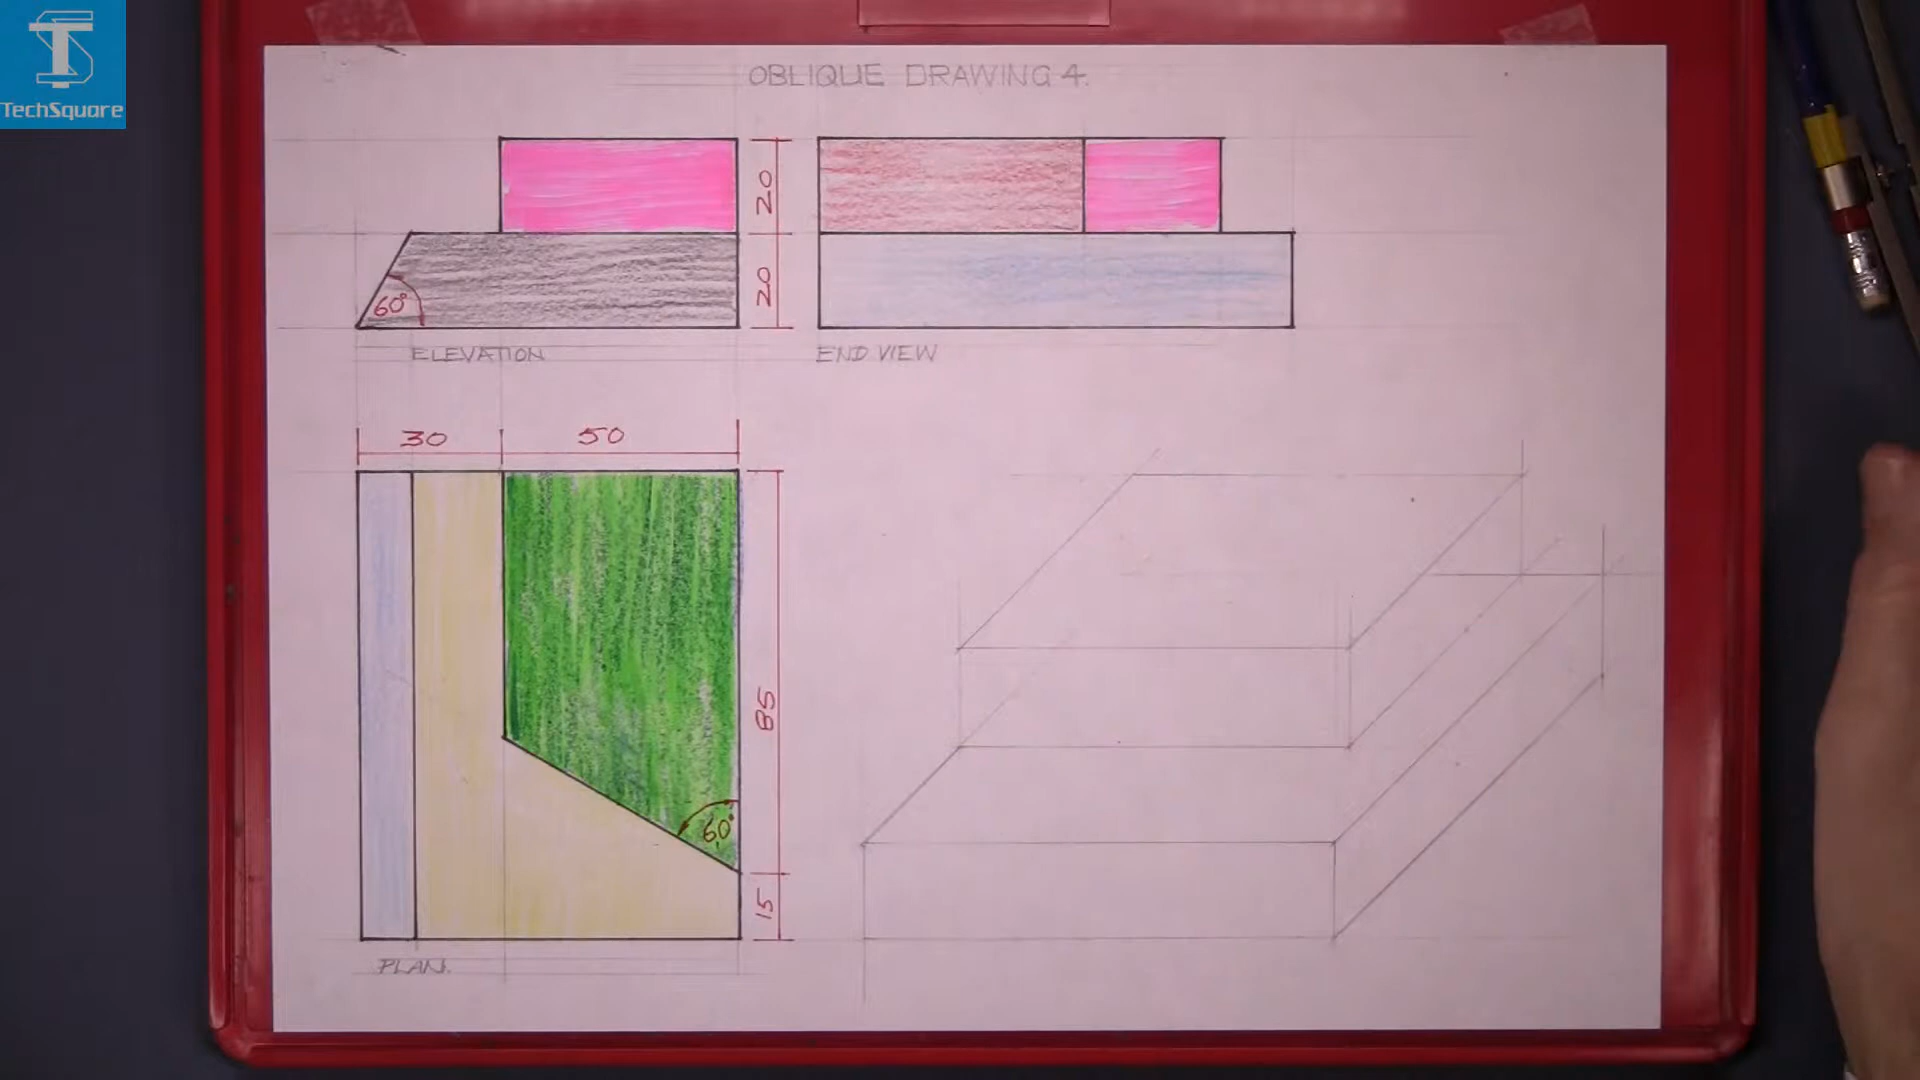 TechSquare
OBLIQUE DRAWING 4.
20
20
60°
ELEVATION
END VIEW
30
50
85
60°
15
PLAN.